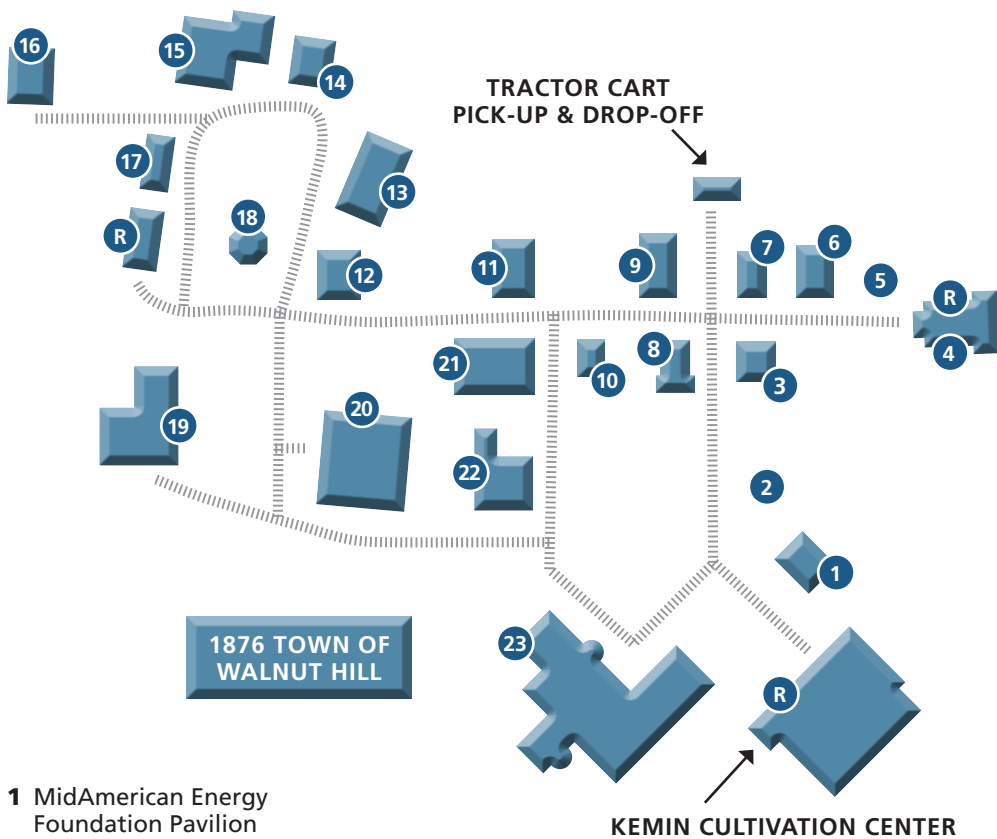 16
15
14
TRACTOR CART
PICK-UP & DROP-OFF
17
13
R
18
12
11
9
7
6
5
R
4
21
10
8
3
19
20
22
2
1
23
1876 TOWN OF
WALNUT HILL
R
1 MidAmerican Energy
Foundation Pavilion
KEMIN CULTIVATION CENTER